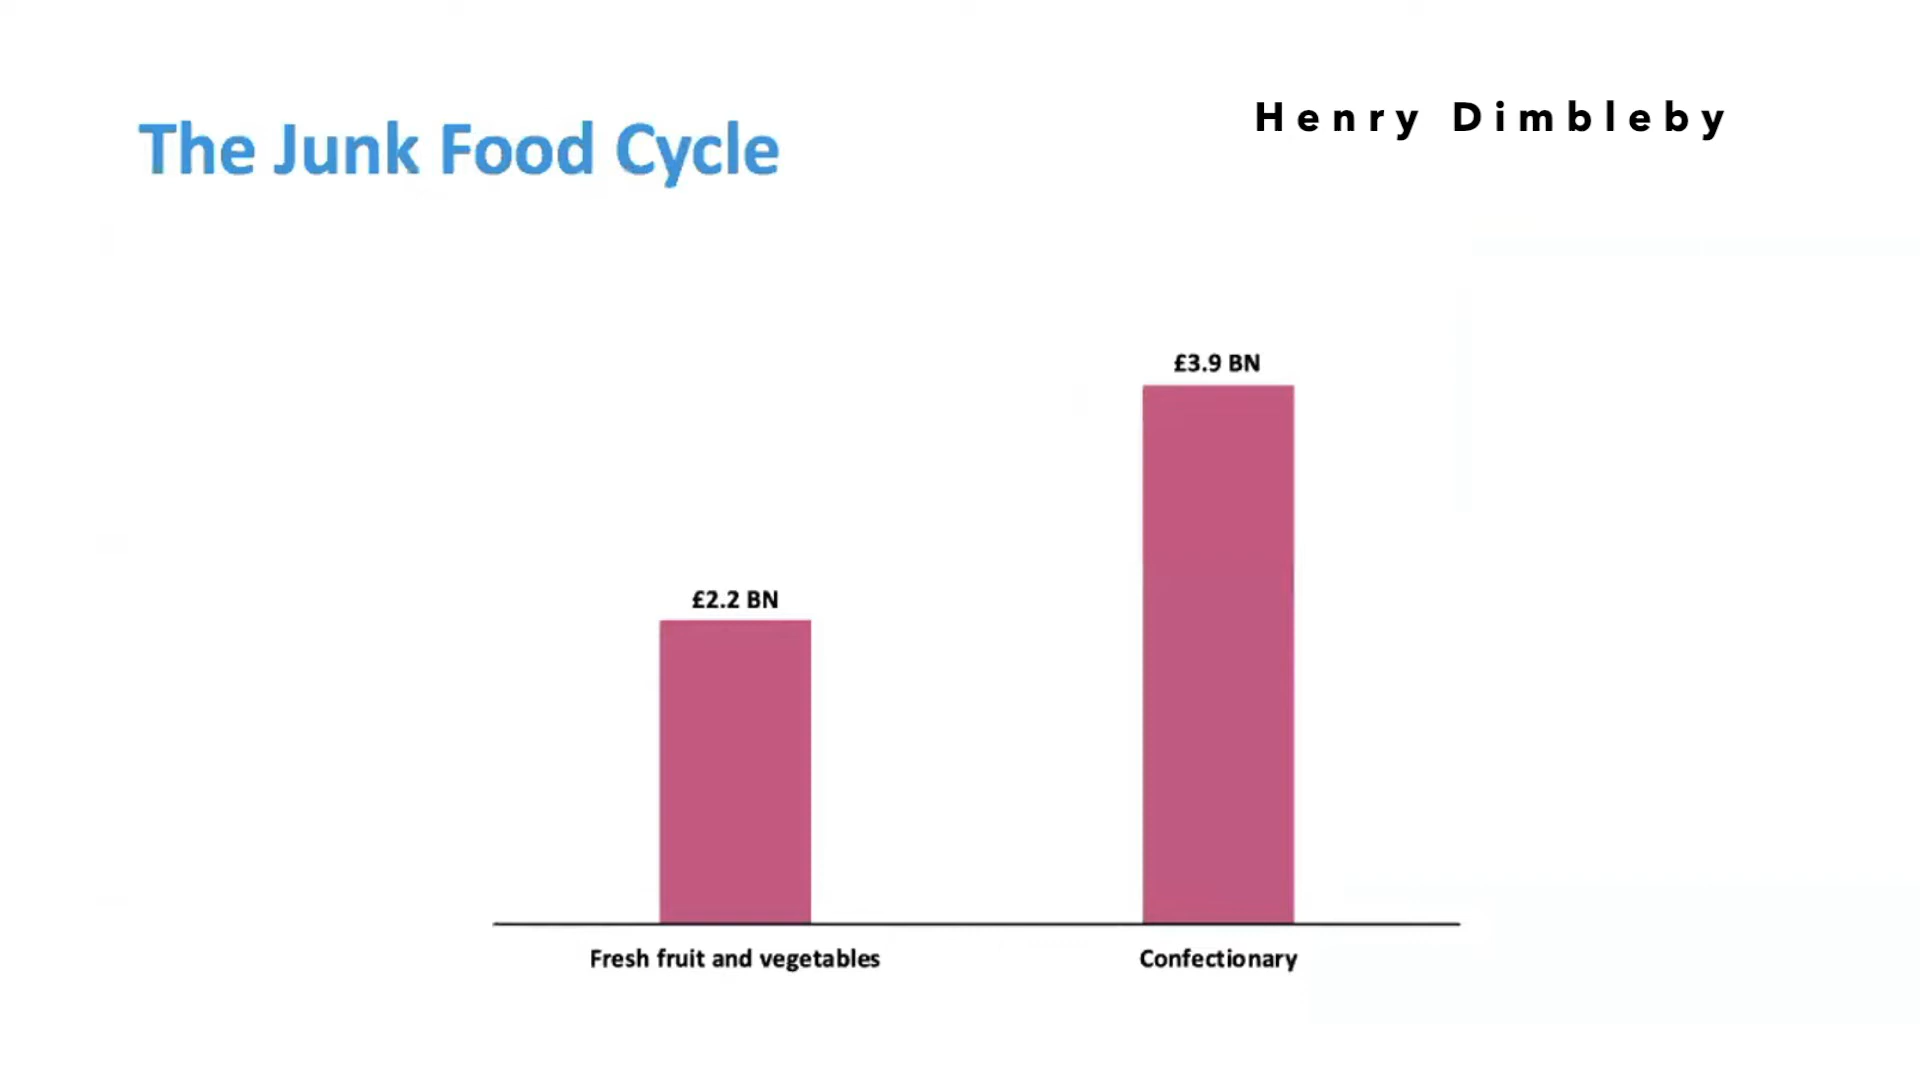 The Junk Food Cycle
Henry Dimbleby
£3.9 BN
£2.2 BN
Fresh fruit and vegetables
Confectionary